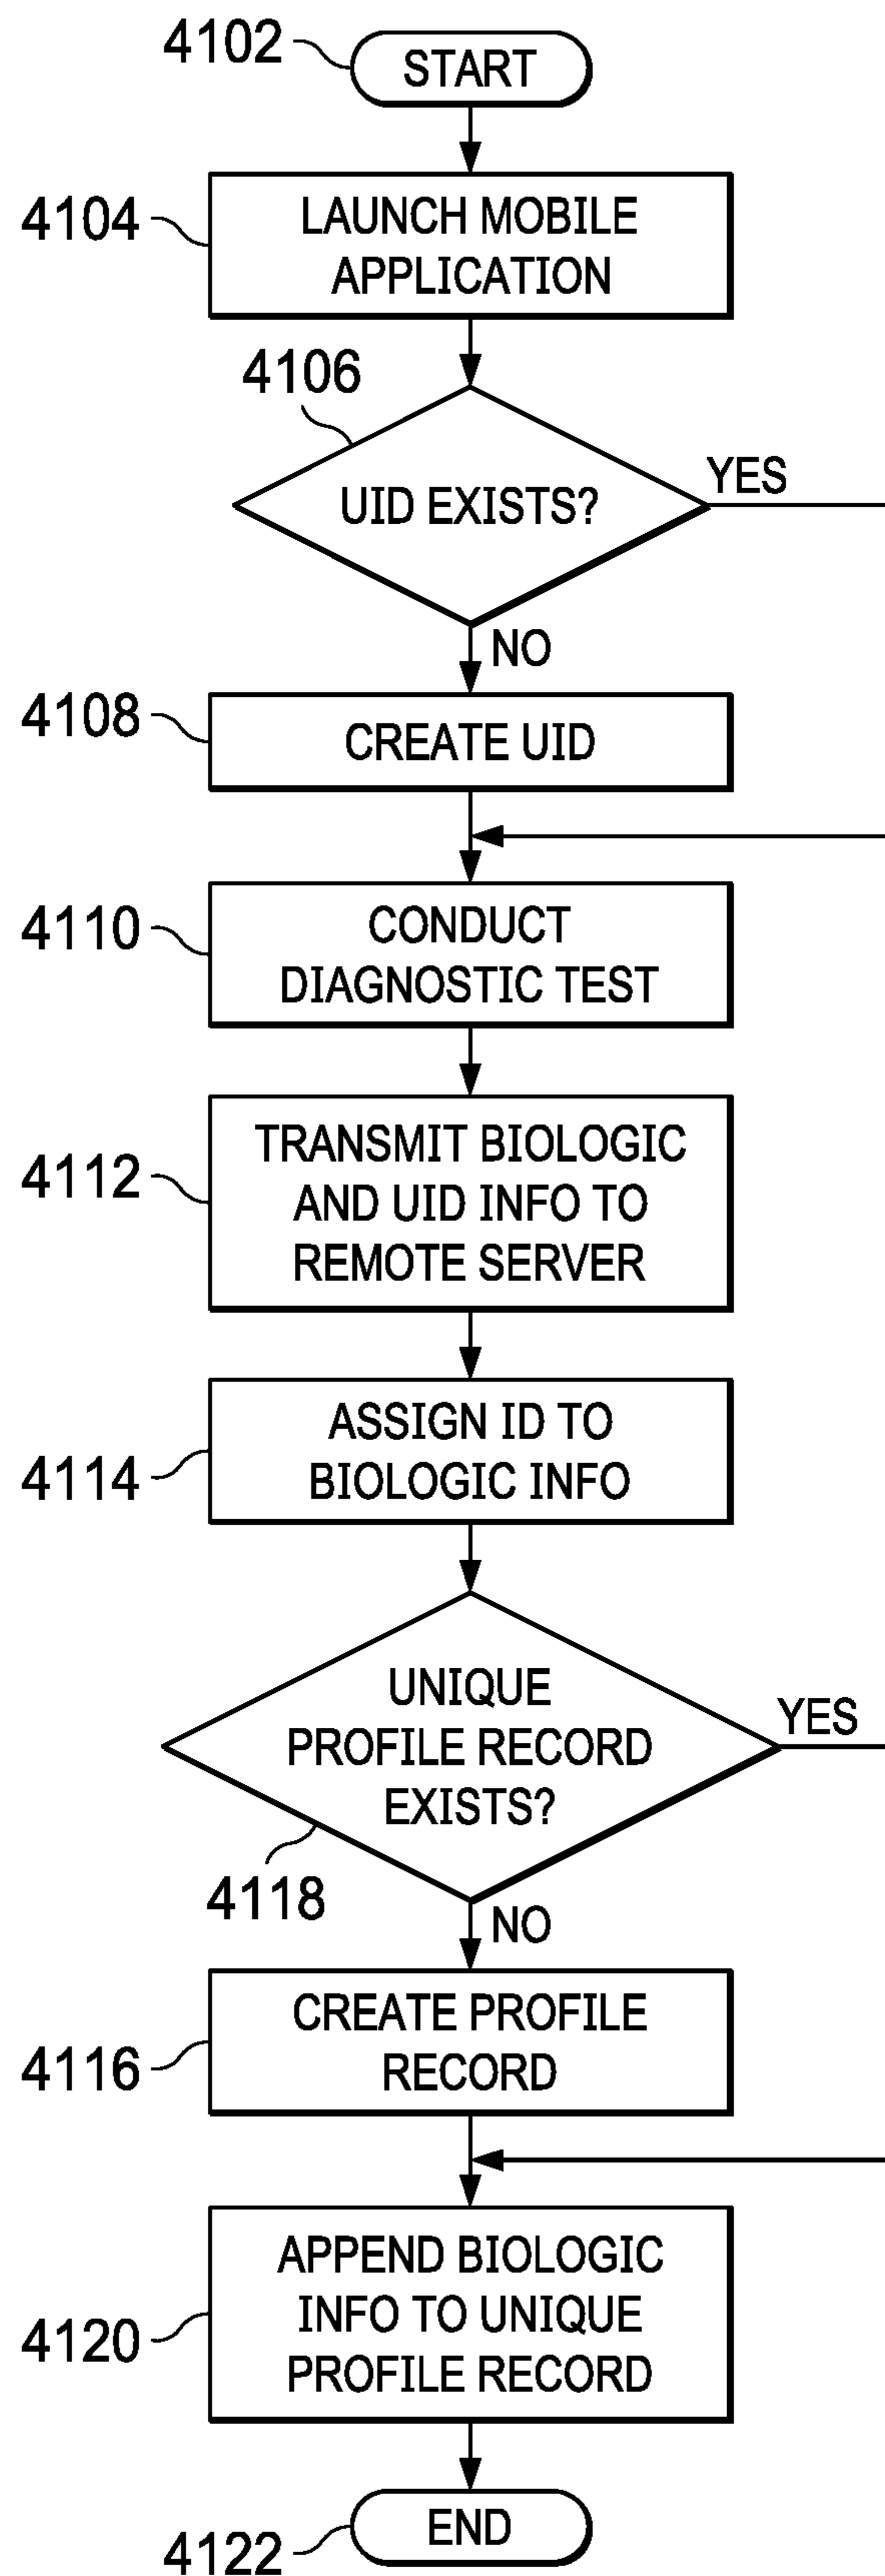 4102
START
4104
LAUNCH MOBILE
APPLICATION
4106
UID EXISTS?
YES
NO
4108
CREATE UID
4110
CONDUCT
DIAGNOSTIC TEST
4112
TRANSMIT BIOLOGIC
AND UID INFO TO
REMOTE SERVER
4114
ASSIGN ID TO
BIOLOGIC INFO
UNIQUE
PROFILE RECORD
EXISTS?
YES
4118
NO
4116
CREATE PROFILE
RECORD
4120
APPEND BIOLOGIC
INFO TO UNIQUE
PROFILE RECORD
4122
END